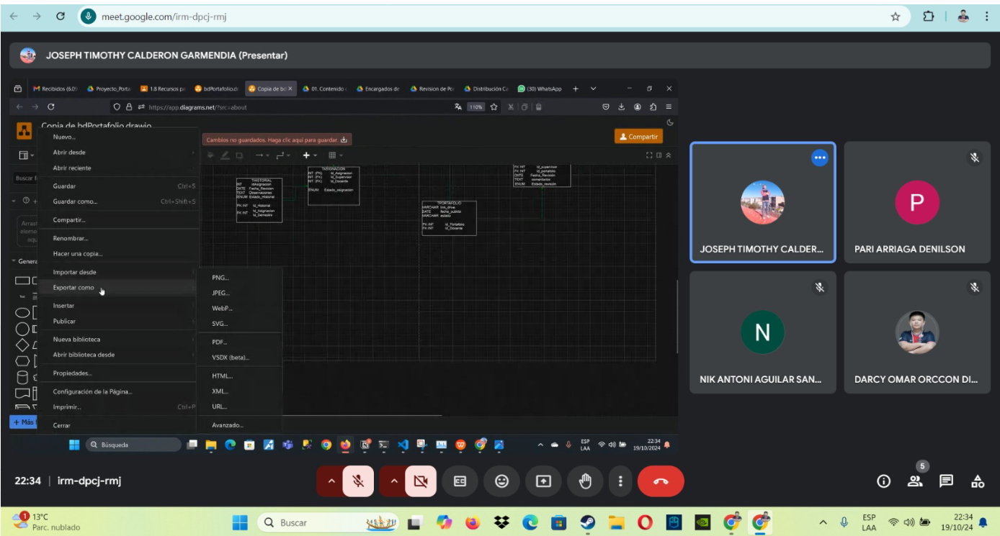 meet.google.com/irm-dpcj-rmj
JOSEPH TIMOTHY CALDERON GARMENDIA (Presentar)
Recibidos (6.05 Proyecto_Porta 1.8 Recursos pa bdPortafolio.d Copia de bd 01. Contenido Encargados de Revision de Po Distribución Ca (30) WhatsApp
https://app.diagrams.net/?src=about 110%
Copia de bdPortafolio.drawio
Cambios no guardados. Haga clic aquí para guardar.
Compartir
Buscar f
Arrast
eleme
aqu
Genera
+ Más
Nuevo...
Abrir desde
Abrir reciente
Guardar Ctrl+S
Guardar como... Ctrl+Shift+S
Compartir...
Renombrar...
Hacer una copia...
Importar desde
Exportar como
Insertar
Publicar
Nueva biblioteca
Abrir biblioteca desde
Propiedades...
Configuración de la Página...
Imprimir... Ctrl+P
Cerrar
PNG...
JPEG...
WebP...
SVG...
PDF...
VSDX (beta)...
HTML...
XML...
URL...
Avanzado...
THISTORIAL
INT idAsignacion
DATE Fecha_Revision
TEXT Observaciones
ENUM Estado_Historial
PK INT Id_Historial
FK INT Id_Asignacion
Id_Semestre
TASIGNACION
INT (PK) Id_Asignacion
INT (FK) Id_Supervisor
INT (FK) Id_Docente
ENUM Estado_asignacion
TPORTAFOLIO
VARCHAR link_drive
DATE fecha_subida
VARCHAR estado
PK INT Id_Portafolio
FK INT Id_Docente
FK INT id_supervisor
FK INT id_portafolio
DATE Fecha_Revisión
TEXT comentarios
ENUM Estado_revisión
Búsqueda
ESP
LAA
22:34
19/10/2024
JOSEPH TIMOTHY CALDER...
P
PARI ARRIAGA DENILSON
N
NIK ANTONI AGUILAR SAN...
DARCY OMAR ORCCON DI...
22:34 | irm-dpcj-rmj
5
1
13°C
Parc. nublado
Buscar
ESP
LAA
22:34
19/10/24